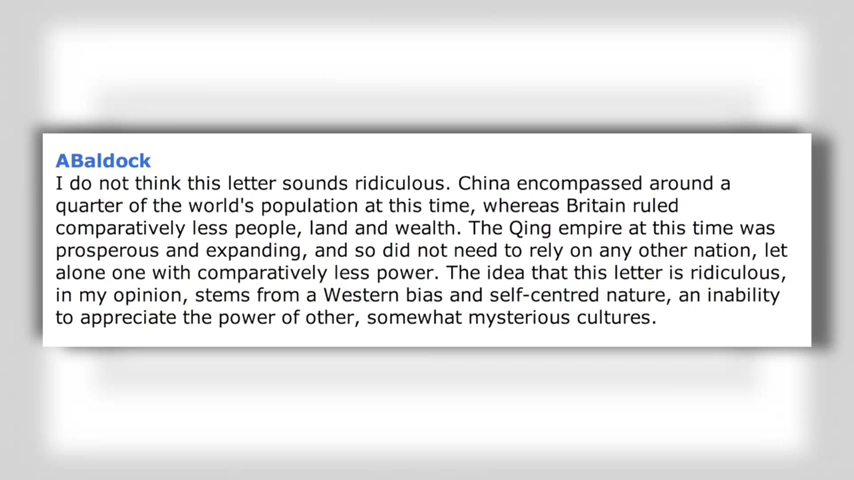 ABaldock
I do not think this letter sounds ridiculous. China encompassed around a
quarter of the world's population at this time, whereas Britain ruled
comparatively less people, land and wealth. The Qing empire at this time was
prosperous and expanding, and so did not need to rely on any other nation, let
alone one with comparatively less power. The idea that this letter is ridiculous,
in my opinion, stems from a Western bias and self-centred nature, an inability
to appreciate the power of other, somewhat mysterious cultures.